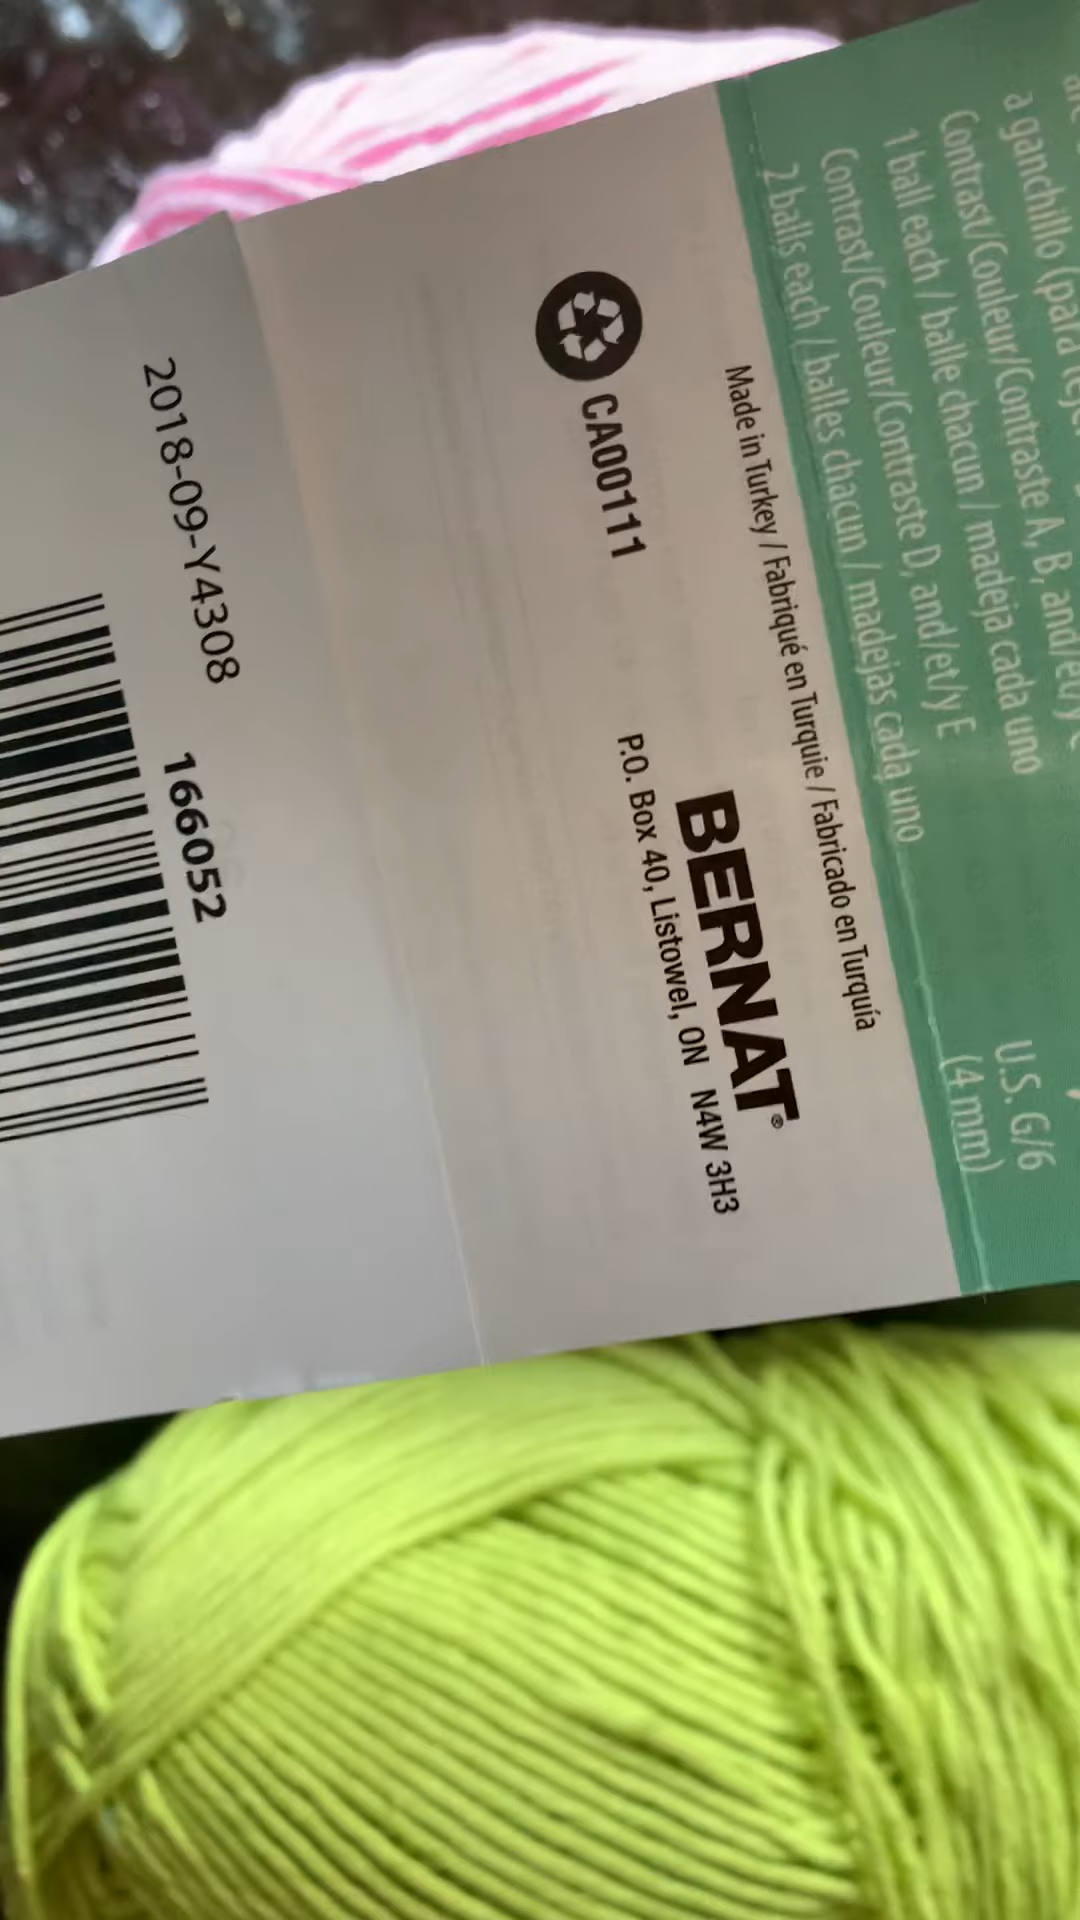 a ganchillo (para
Contrast/Couleur/Contraste A, B, and/et/y C
1 ball each / balle chacun / madeja cada uno
Contrast/Couleur/Contraste D, and/et/y E
2 balls each / balles chacun / madejas cada uno
U.S. G/6
(4 mm)
Made in Turkey / Fabriqué en Turquie / Fabricado en Turquía
BERNAT®
CA00111
P.O. Box 40, Listowel, ON N4W 3H3
2018-09-Y4308
166052